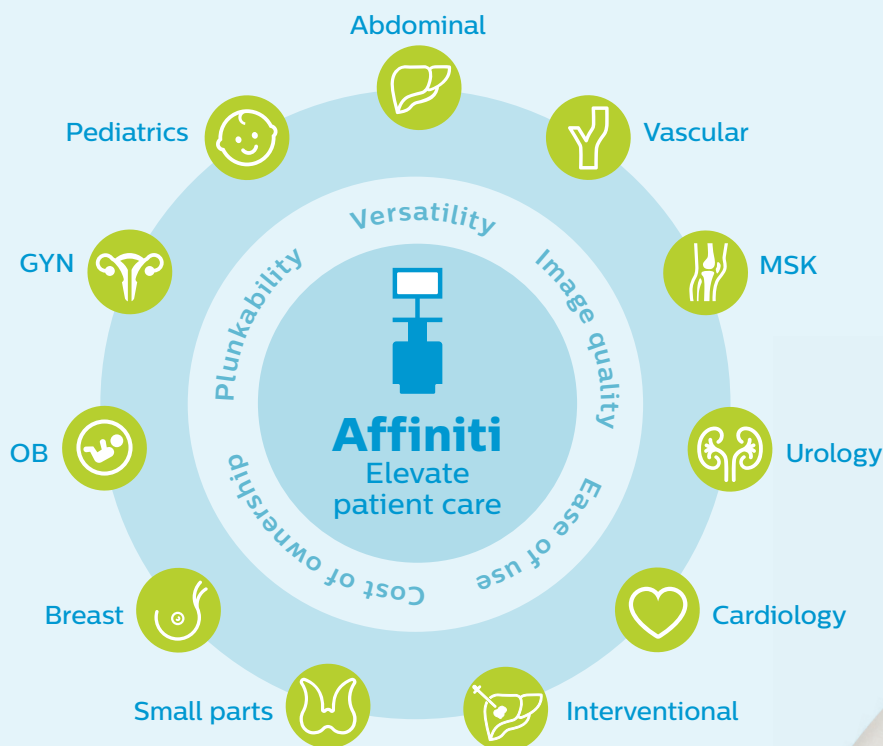 Abdominal
Pediatrics
Vascular
GYN
MSK
OB
Urology
Breast
Cardiology
Small parts
Interventional
Versatility
Image quality
Ease of use
Cost of ownership
Plunkability
Affiniti
Elevate
patient care